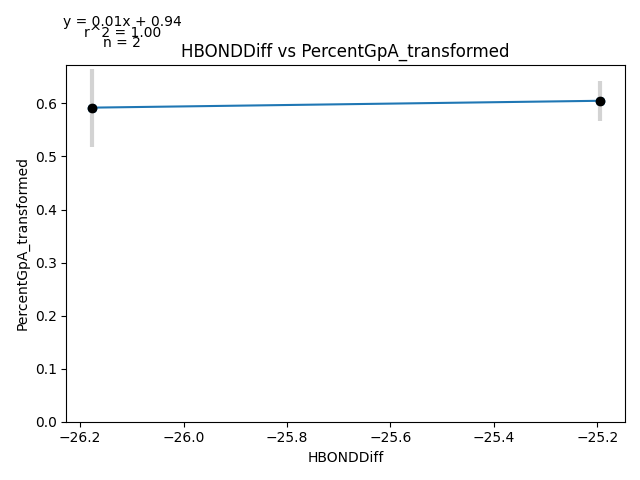 y = 0.01x + 0.94
r^2 = 1.00
n = 2
HBONDDiff vs PercentGpA_transformed
PercentGpA_transformed
0.6
0.5
0.4
0.3
0.2
0.1
0.0
−26.2 −26.0 −25.8 −25.6 −25.4 −25.2
HBONDDiff